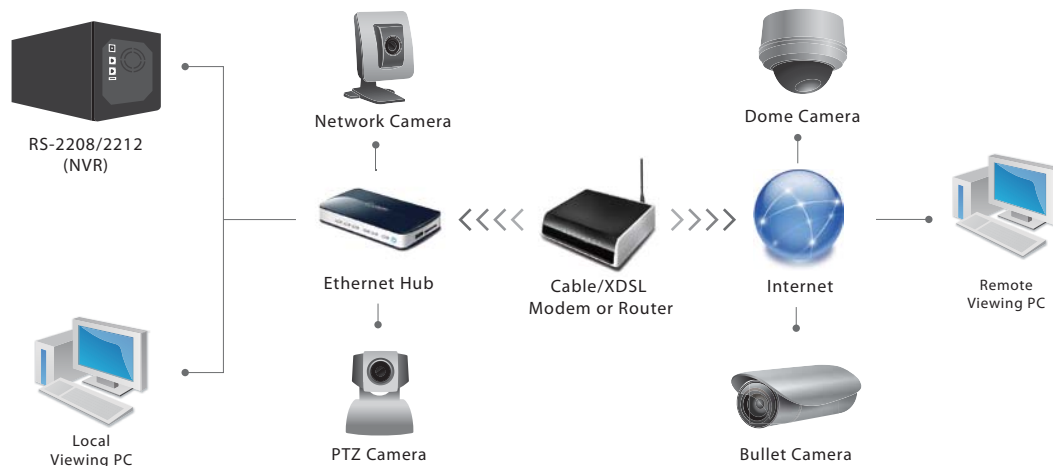 Network Camera
Dome Camera
RS-2208/2212
(NVR)
Ethernet Hub
Cable/XDSL
Modem or Router
Internet
Remote
Viewing PC
Local
Viewing PC
PTZ Camera
Bullet Camera